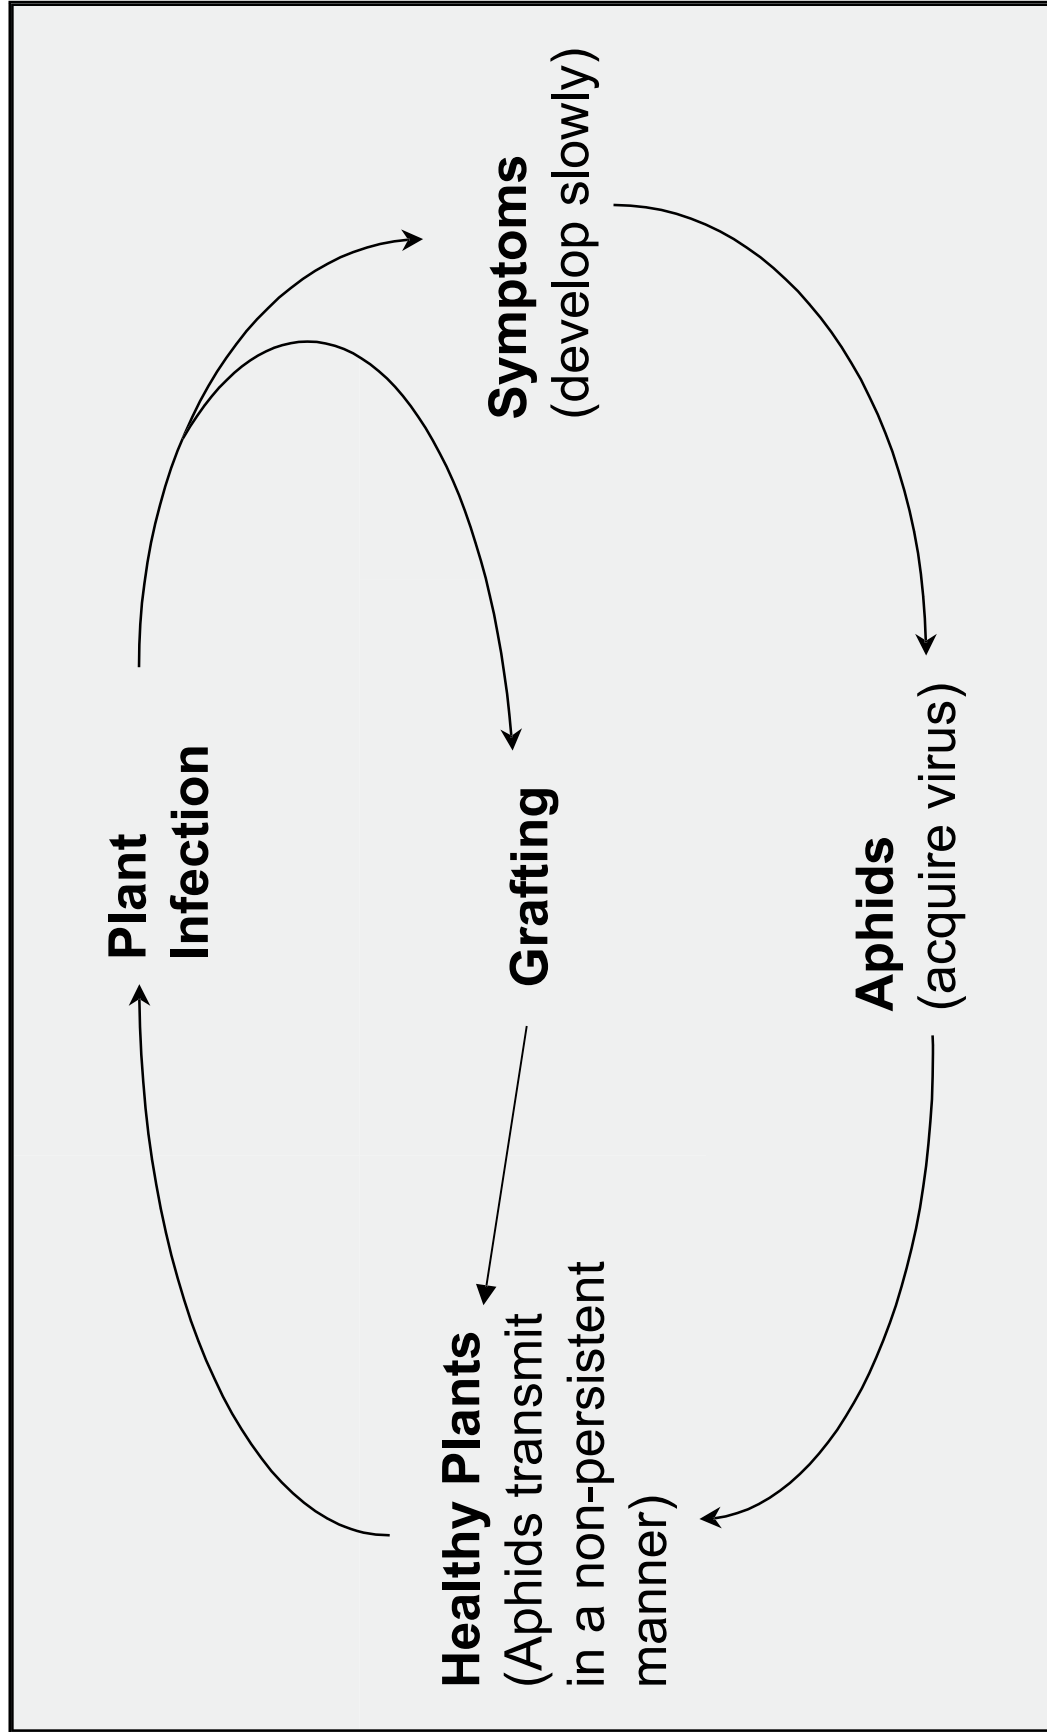 Plant
Infection
Symptoms
(develop slowly)
Grafting
Healthy Plants
(Aphids transmit
in a non-persistent
manner)
Aphids
(acquire virus)